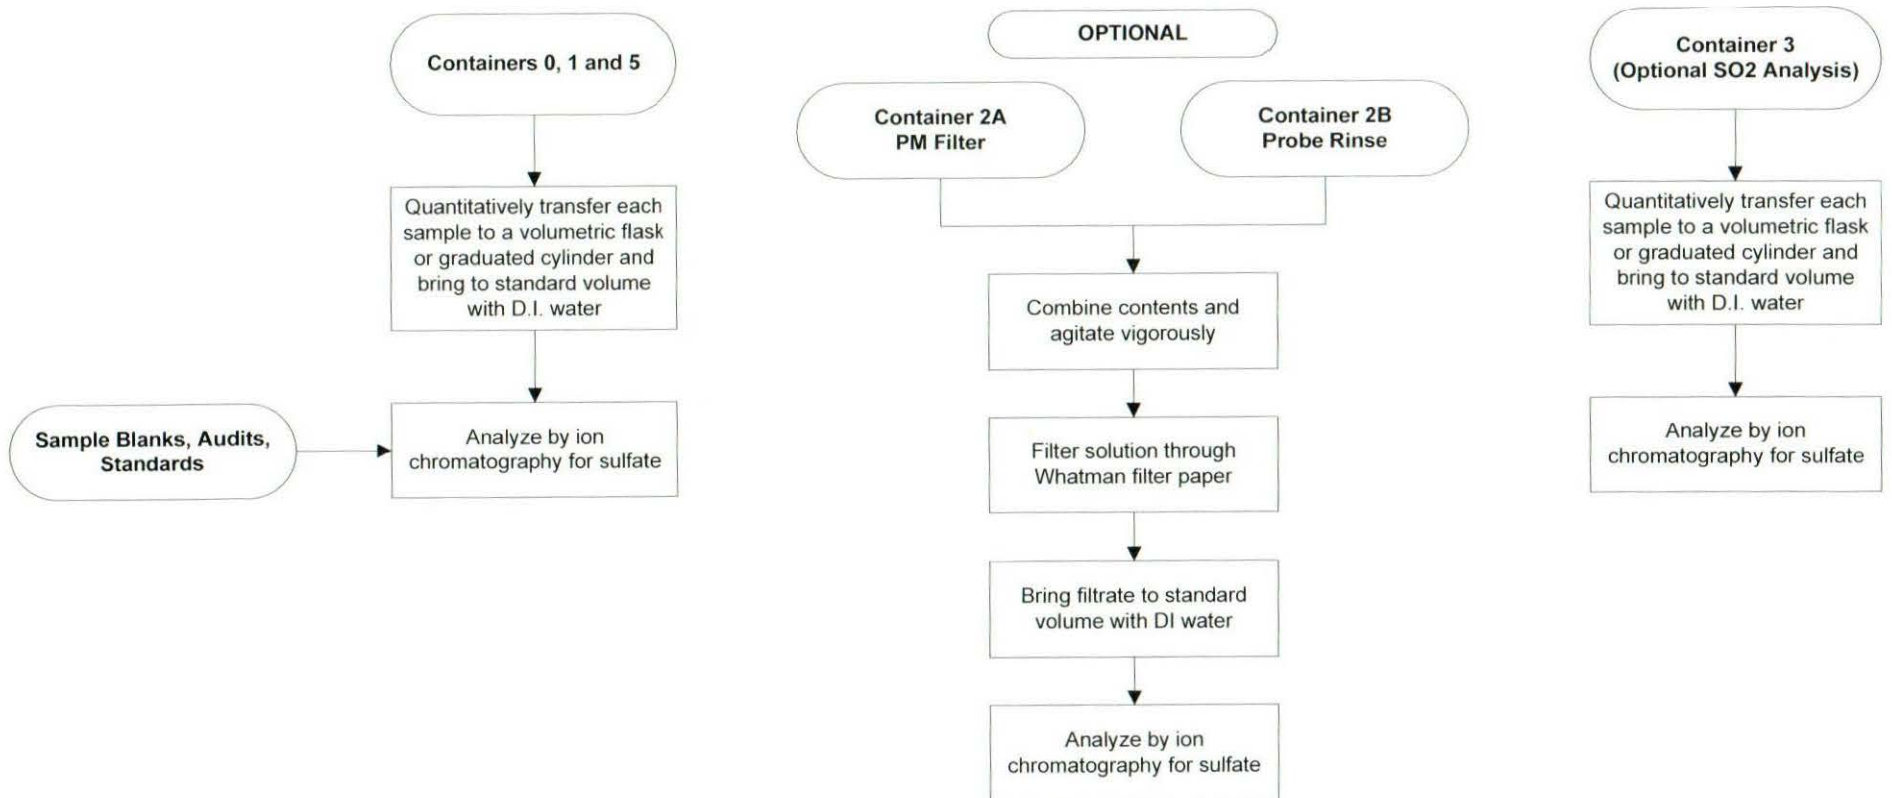 Containers 0, 1 and 5
Quantitatively transfer each
sample to a volumetric flask
or graduated cylinder and
bring to standard volume
with D.I. water
Sample Blanks, Audits,
Standards
Analyze by ion
chromatography for sulfate
OPTIONAL
Container 2A
PM Filter
Container 2B
Probe Rinse
Combine contents and
agitate vigorously
Filter solution through
Whatman filter paper
Bring filtrate to standard
volume with DI water
Analyze by ion
chromatography for sulfate
Container 3
(Optional SO2 Analysis)
Quantitatively transfer each
sample to a volumetric flask
or graduated cylinder and
bring to standard volume
with D.I. water
Analyze by ion
chromatography for sulfate